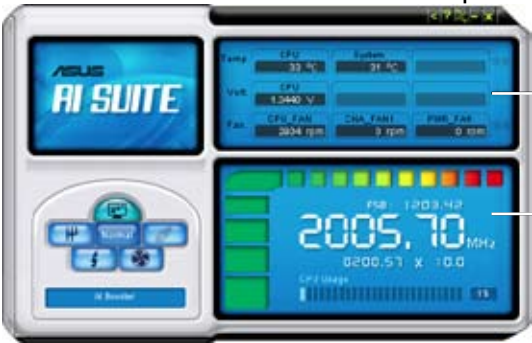 < ? - x
ASUS
AI SUITE
Temp. CPU System
33 °C 31 °C
Volt. CPU
1.3440 V
Fan. CPU_FAN CHA_FAN1 PWR_FAN
rpm 0 rpm 0 rpm
FSB: 1203.42
2005.70 MHz
0200.57 x 10.0
CPU Usage
Normal
AI Booster